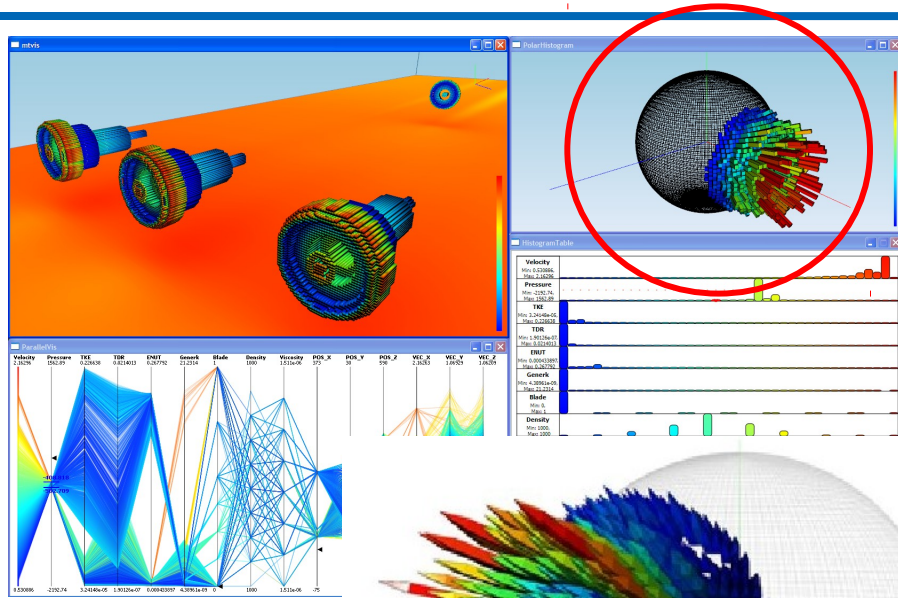 mtvis
PolarHistogram
HistogramTable
Velocity
Min: 0.530886,
Max: 2.16296
Pressure
Min: -2192.74,
Max: 1562.89
TKE
Min: 3.24148e-05,
Max: 0.226638
TDR
Min: 1.90126e-07,
Max: 0.0214013
ENUT
Min: 0.000433897,
Max: 0.267792
Generk
Min: 4.38961e-09,
Max: 21.2314
Blade
Min: 0,
Max: 1
Density
Min: 1000,
Max: 1000
ParallelVis
Velocity Pressure TKE TDR ENUT Generk Blade Density Viscosity POS_X POS_Y POS_Z VEC_X VEC_Y VEC_Z
2.16296 1562.89 0.226638 0.0214013 0.267792 21.2314 1 1000 1.511e-06 373 30 590 2.16263 1.06929 1.06209
0.530886 -2192.74 3.24148e-05 1.90126e-07 0.000433897 4.38961e-09 0 1000 1.511e-06 -75